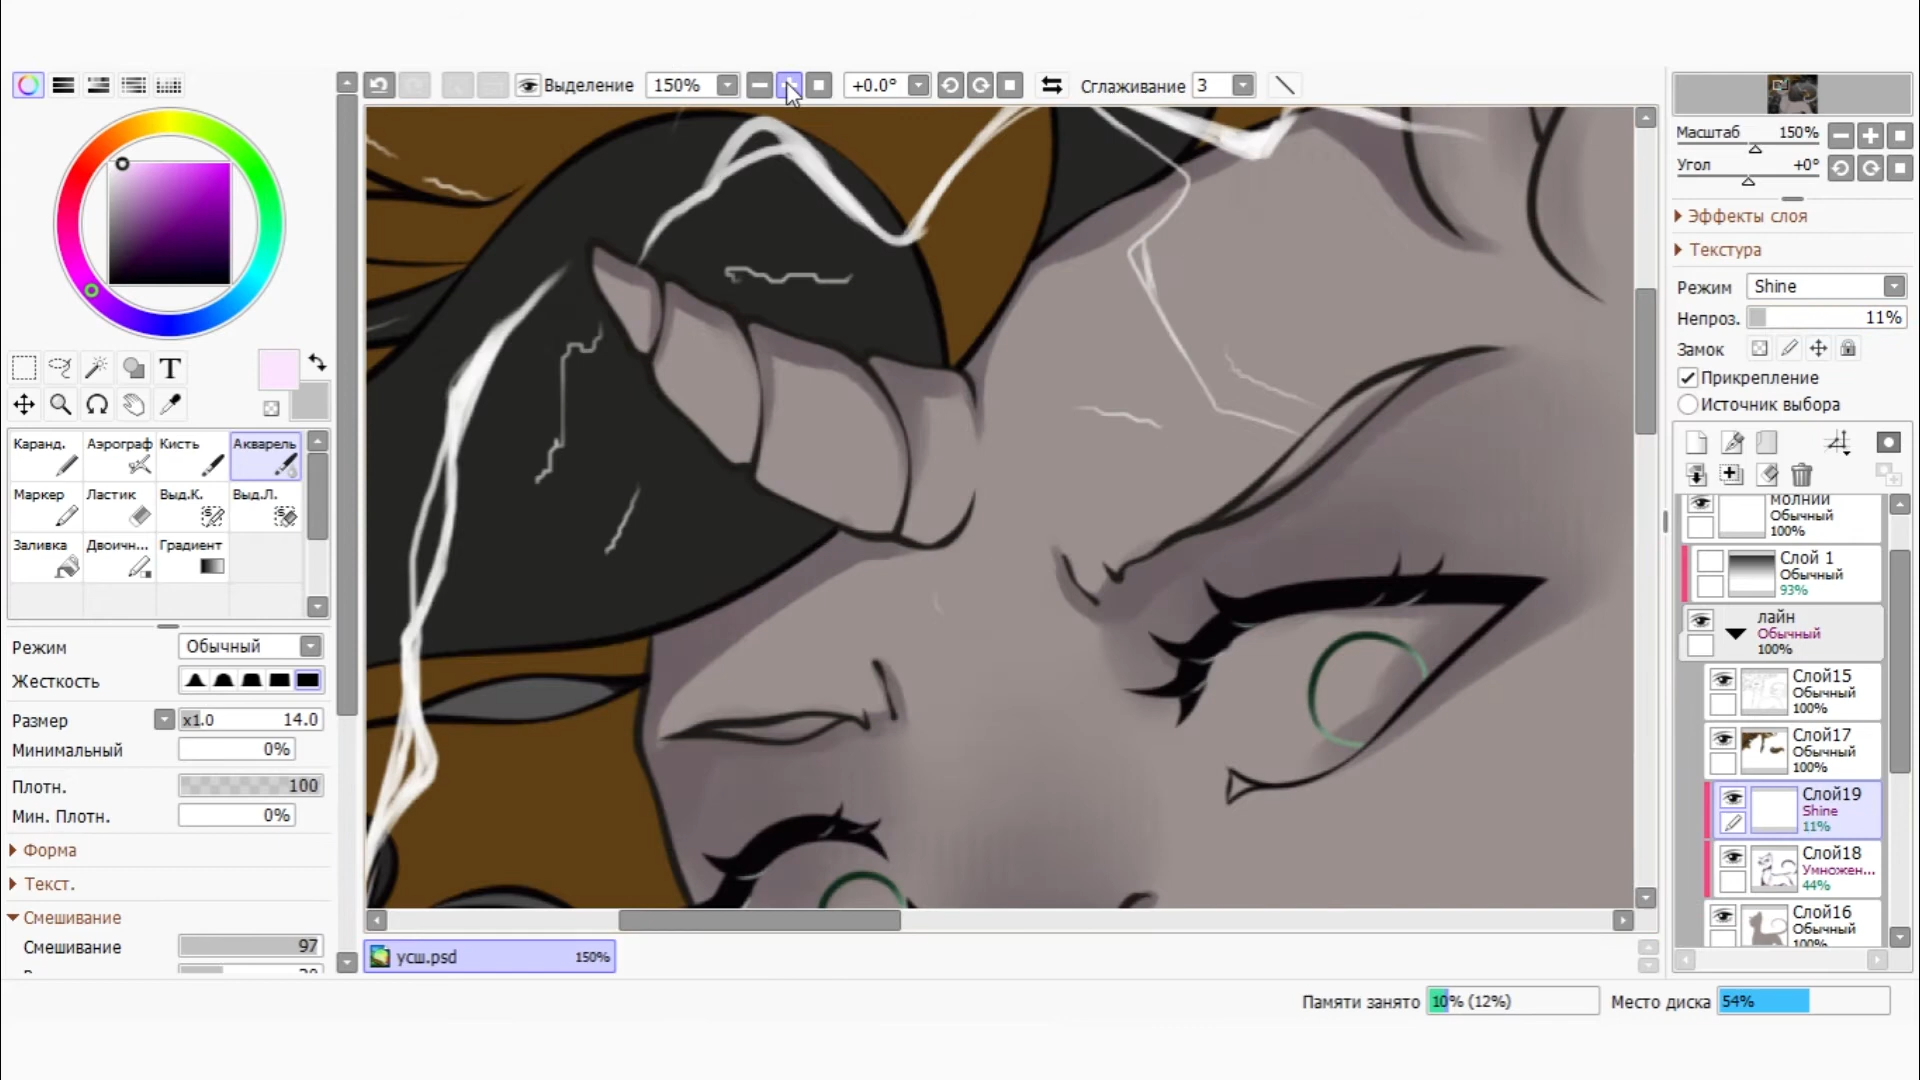 Выделение 150% +0.0° Сглаживание 3
T
Каранд. Аэрограф Кисть Акварель
Маркер Ластик Выд.К. Выд.Л.
Заливка Двоичн... Градиент
Режим Обычный
Жесткость
Размер x1.0 14.0
Минимальный 0%
Плотн. 100
Мин. Плотн. 0%
Форма
Текст.
Смешивание
Смешивание 97
усш.psd 150%
Масштаб 150%
Угол +0°
Эффекты слоя
Текстура
Режим Shine
Непроз. 11%
Замок
Прикрепление
Источник выбора
молнии
Обычный
100%
Слой 1
Обычный
93%
лайн
Обычный
100%
Слой15
Обычный
100%
Слой17
Обычный
100%
Слой19
Shine
11%
Слой18
Умножен...
44%
Слой16
Обычный
100%
Памяти занято 10% (12%) Место диска 54%